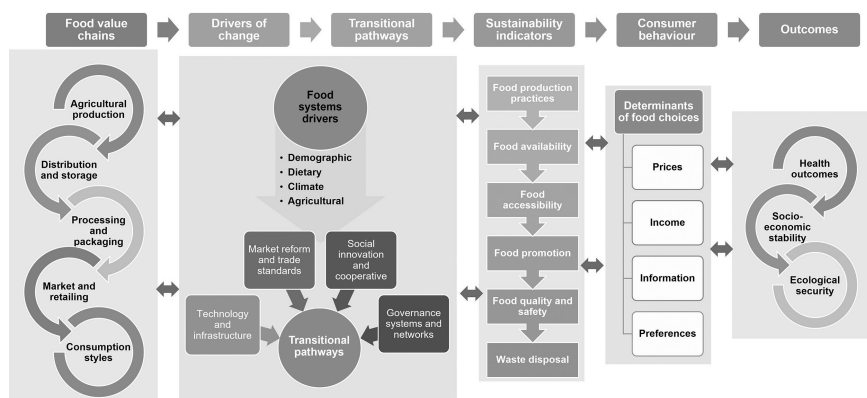 Food value
chains
Drivers of
change
Transitional
pathways
Sustainability
indicators
Consumer
behaviour
Outcomes
Agricultural
production
Distribution
and storage
Processing and
packaging
Market and
retailing
Consumption
styles
Food
systems
drivers
• Demographic
• Dietary
• Climate
• Agricultural
Market reform
and trade
standards
Social
innovation and
cooperative
Technology
and
infrastructure
Governance
systems and
networks
Transitional
pathways
Food production
practices
Food availability
Food
accessibility
Food promotion
Food quality and
safety
Waste disposal
Determinants
of food choices
Prices
Income
Information
Preferences
Health
outcomes
Socio-
economic
stability
Ecological
security